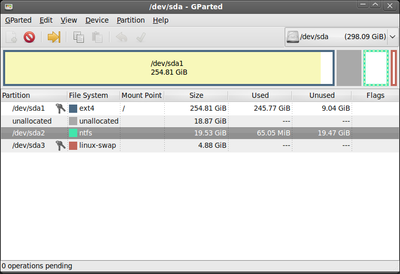 /dev/sda - GParted
GParted Edit View Device Partition Help
/dev/sda (298.09 GiB)
/dev/sda1
254.81 GiB
Partition File System Mount Point Size Used Unused Flags
/dev/sda1 ext4 / 254.81 GiB 245.77 GiB 9.04 GiB
unallocated unallocated 18.87 GiB --- ---
/dev/sda2 ntfs 19.53 GiB 65.05 MiB 19.47 GiB
/dev/sda3 linux-swap 4.88 GiB --- ---
0 operations pending